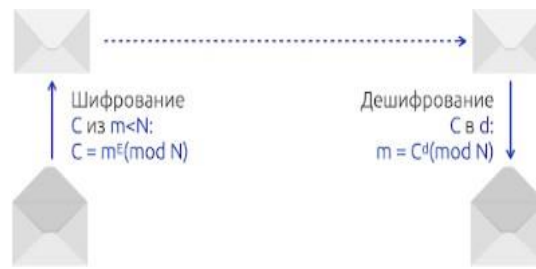 Шифрование
C из m<N:
C = mᴱ(mod N)
Дешифрование
C в d:
m = Cᵈ(mod N)